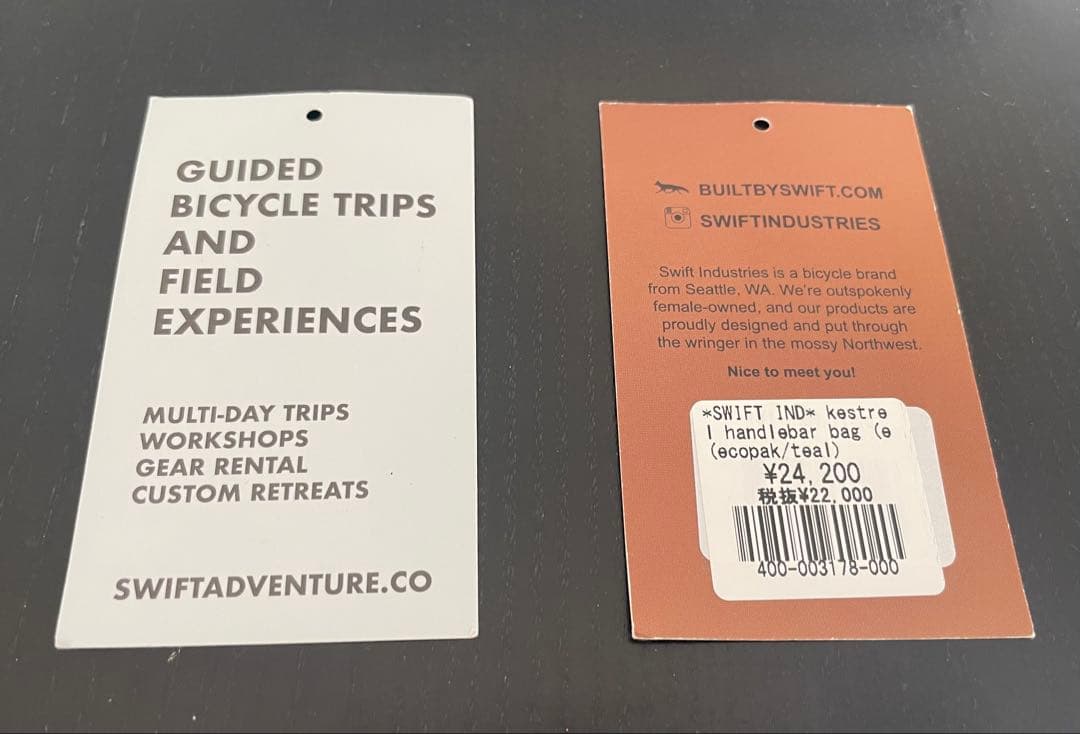 GUIDED
BICYCLE TRIPS
AND
FIELD
EXPERIENCES
MULTI-DAY TRIPS
WORKSHOPS
GEAR RENTAL
CUSTOM RETREATS
SWIFTADVENTURE.CO
BUILTBYSWIFT.COM
SWIFTINDUSTRIES
Swift Industries is a bicycle brand
from Seattle, WA. We're outspokenly
female-owned, and our products are
proudly designed and put through
the wringer in the mossy Northwest.
Nice to meet you!
*SWIFT IND* kestre
l handlebar bag (e
(ecopak/teal)
¥24,200
税抜¥22,000
400-003178-000